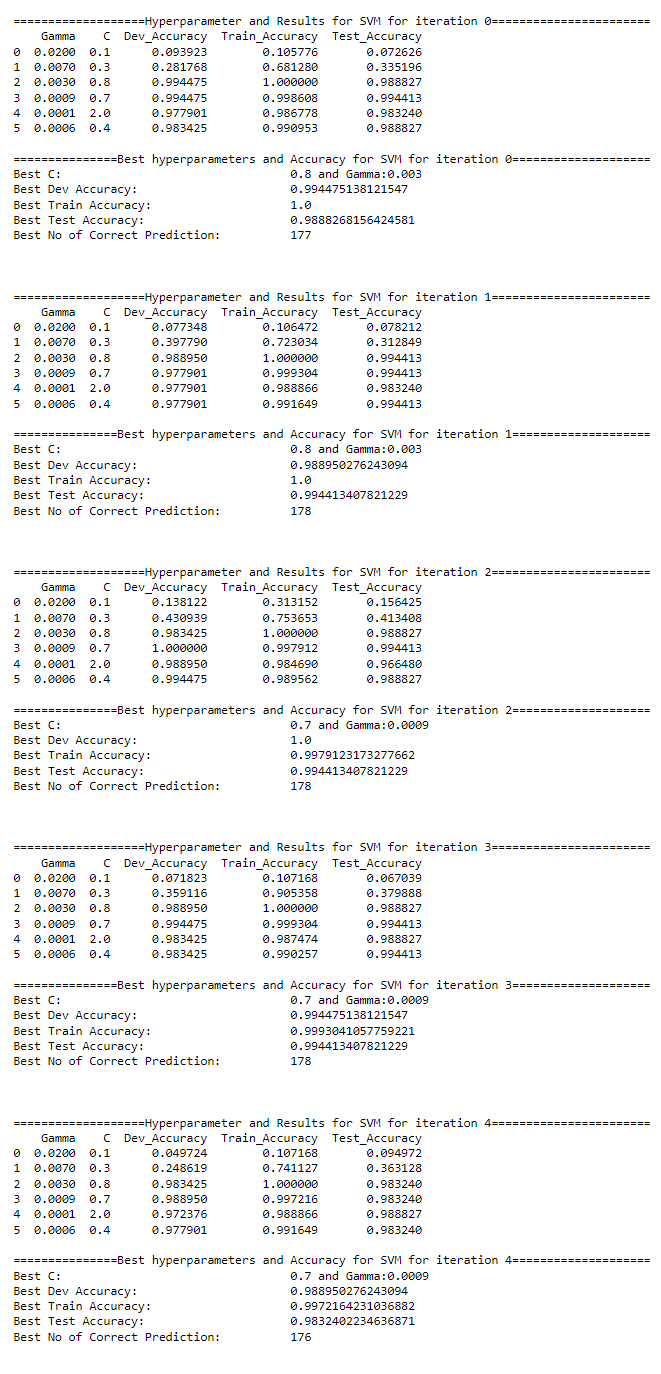 ===================Hyperparameter and Results for SVM for iteration 0=======================
    Gamma    C  Dev_Accuracy  Train_Accuracy  Test_Accuracy
0  0.0200  0.1      0.093923        0.105776       0.072626
1  0.0070  0.3      0.281768        0.681280       0.335196
2  0.0030  0.8      0.994475        1.000000       0.988827
3  0.0009  0.7      0.994475        0.998608       0.994413
4  0.0001  2.0      0.977901        0.986778       0.983240
5  0.0006  0.4      0.983425        0.990953       0.988827
===============Best hyperparameters and Accuracy for SVM for iteration 0====================
Best C:                                 0.8 and Gamma:0.003
Best Dev Accuracy:                      0.994475138121547
Best Train Accuracy:                    1.0
Best Test Accuracy:                     0.9888268156424581
Best No of Correct Prediction:          177
===================Hyperparameter and Results for SVM for iteration 1=======================
    Gamma    C  Dev_Accuracy  Train_Accuracy  Test_Accuracy
0  0.0200  0.1      0.077348        0.106472       0.078212
1  0.0070  0.3      0.397790        0.723034       0.312849
2  0.0030  0.8      0.988950        1.000000       0.994413
3  0.0009  0.7      0.977901        0.999304       0.994413
4  0.0001  2.0      0.977901        0.988866       0.983240
5  0.0006  0.4      0.977901        0.991649       0.994413
===============Best hyperparameters and Accuracy for SVM for iteration 1====================
Best C:                                 0.8 and Gamma:0.003
Best Dev Accuracy:                      0.988950276243094
Best Train Accuracy:                    1.0
Best Test Accuracy:                     0.994413407821229
Best No of Correct Prediction:          178
===================Hyperparameter and Results for SVM for iteration 2=======================
    Gamma    C  Dev_Accuracy  Train_Accuracy  Test_Accuracy
0  0.0200  0.1      0.138122        0.313152       0.156425
1  0.0070  0.3      0.430939        0.753653       0.413408
2  0.0030  0.8      0.983425        1.000000       0.988827
3  0.0009  0.7      1.000000        0.997912       0.994413
4  0.0001  2.0      0.988950        0.984690       0.966480
5  0.0006  0.4      0.994475        0.989562       0.988827
===============Best hyperparameters and Accuracy for SVM for iteration 2====================
Best C:                                 0.7 and Gamma:0.0009
Best Dev Accuracy:                      1.0
Best Train Accuracy:                    0.9979123173277662
Best Test Accuracy:                     0.994413407821229
Best No of Correct Prediction:          178
===================Hyperparameter and Results for SVM for iteration 3=======================
    Gamma    C  Dev_Accuracy  Train_Accuracy  Test_Accuracy
0  0.0200  0.1      0.071823        0.107168       0.067039
1  0.0070  0.3      0.359116        0.905358       0.379888
2  0.0030  0.8      0.988950        1.000000       0.988827
3  0.0009  0.7      0.994475        0.999304       0.994413
4  0.0001  2.0      0.983425        0.987474       0.988827
5  0.0006  0.4      0.983425        0.990257       0.994413
===============Best hyperparameters and Accuracy for SVM for iteration 3====================
Best C:                                 0.7 and Gamma:0.0009
Best Dev Accuracy:                      0.994475138121547
Best Train Accuracy:                    0.9993041057759221
Best Test Accuracy:                     0.994413407821229
Best No of Correct Prediction:          178
===================Hyperparameter and Results for SVM for iteration 4=======================
    Gamma    C  Dev_Accuracy  Train_Accuracy  Test_Accuracy
0  0.0200  0.1      0.049724        0.107168       0.094972
1  0.0070  0.3      0.248619        0.741127       0.363128
2  0.0030  0.8      0.983425        1.000000       0.983240
3  0.0009  0.7      0.988950        0.997216       0.983240
4  0.0001  2.0      0.972376        0.988866       0.988827
5  0.0006  0.4      0.977901        0.991649       0.983240
===============Best hyperparameters and Accuracy for SVM for iteration 4====================
Best C:                                 0.7 and Gamma:0.0009
Best Dev Accuracy:                      0.988950276243094
Best Train Accuracy:                    0.9972164231036882
Best Test Accuracy:                     0.9832402234636871
Best No of Correct Prediction:          176